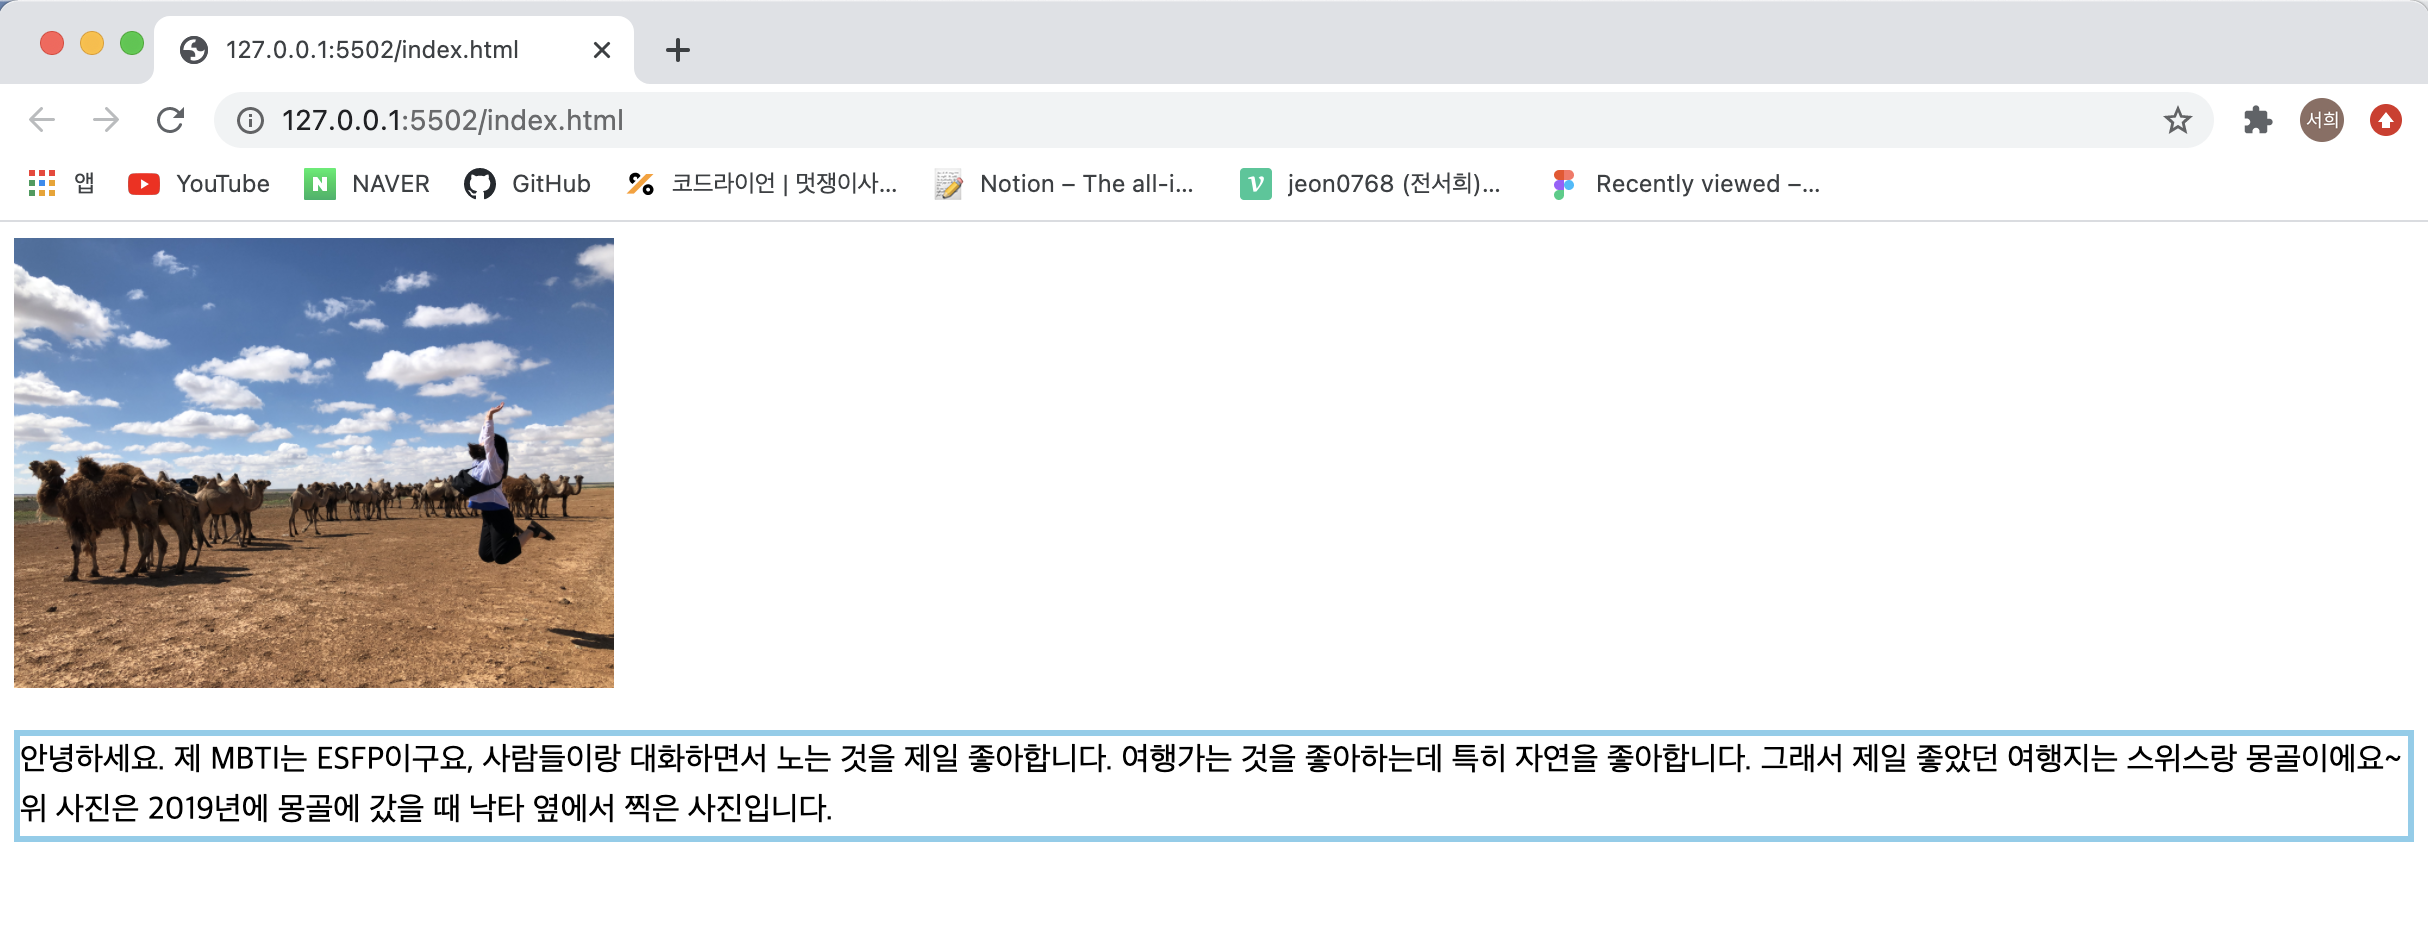 127.0.0.1:5502/index.html
127.0.0.1:5502/index.html
서희
앱 YouTube NAVER GitHub 코드라이언 | 멋쟁이사... Notion – The all-i... jeon0768 (전서희)... Recently viewed –...
안녕하세요. 제 MBTI는 ESFP이구요, 사람들이랑 대화하면서 노는 것을 제일 좋아합니다. 여행가는 것을 좋아하는데 특히 자연을 좋아합니다. 그래서 제일 좋았던 여행지는 스위스랑 몽골이에요~
위 사진은 2019년에 몽골에 갔을 때 낙타 옆에서 찍은 사진입니다.